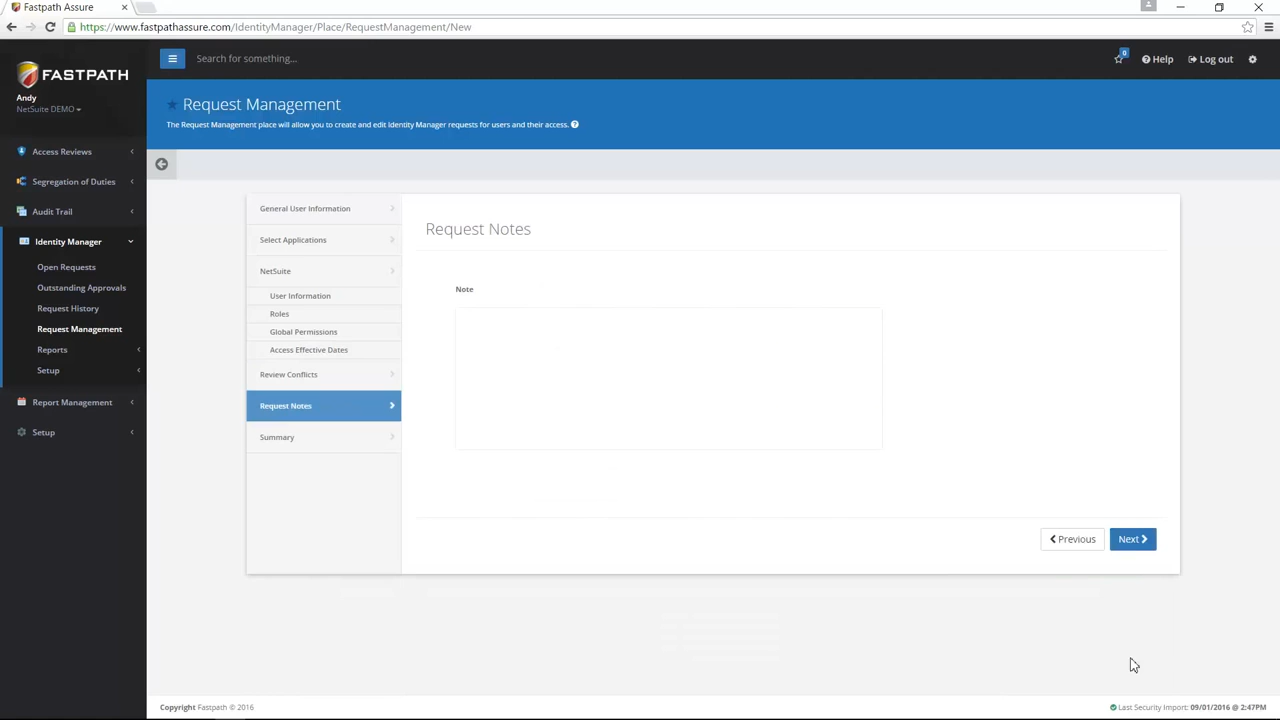 Fastpath Assure
https://www.fastpathassure.com/IdentityManager/Place/RequestManagement/New
FASTPATH
Andy
NetSuite DEMO
Search for something...
0
Help
Log out
Request Management
The Request Management place will allow you to create and edit Identity Manager requests for users and their access.
Access Reviews
Segregation of Duties
Audit Trail
Identity Manager
Open Requests
Outstanding Approvals
Request History
Request Management
Reports
Setup
Report Management
Setup
General User Information
Select Applications
NetSuite
User Information
Roles
Global Permissions
Access Effective Dates
Review Conflicts
Request Notes
Summary
Request Notes
Note
Previous
Next
Copyright Fastpath © 2016
Last Security Import: 09/01/2016 @ 2:47PM